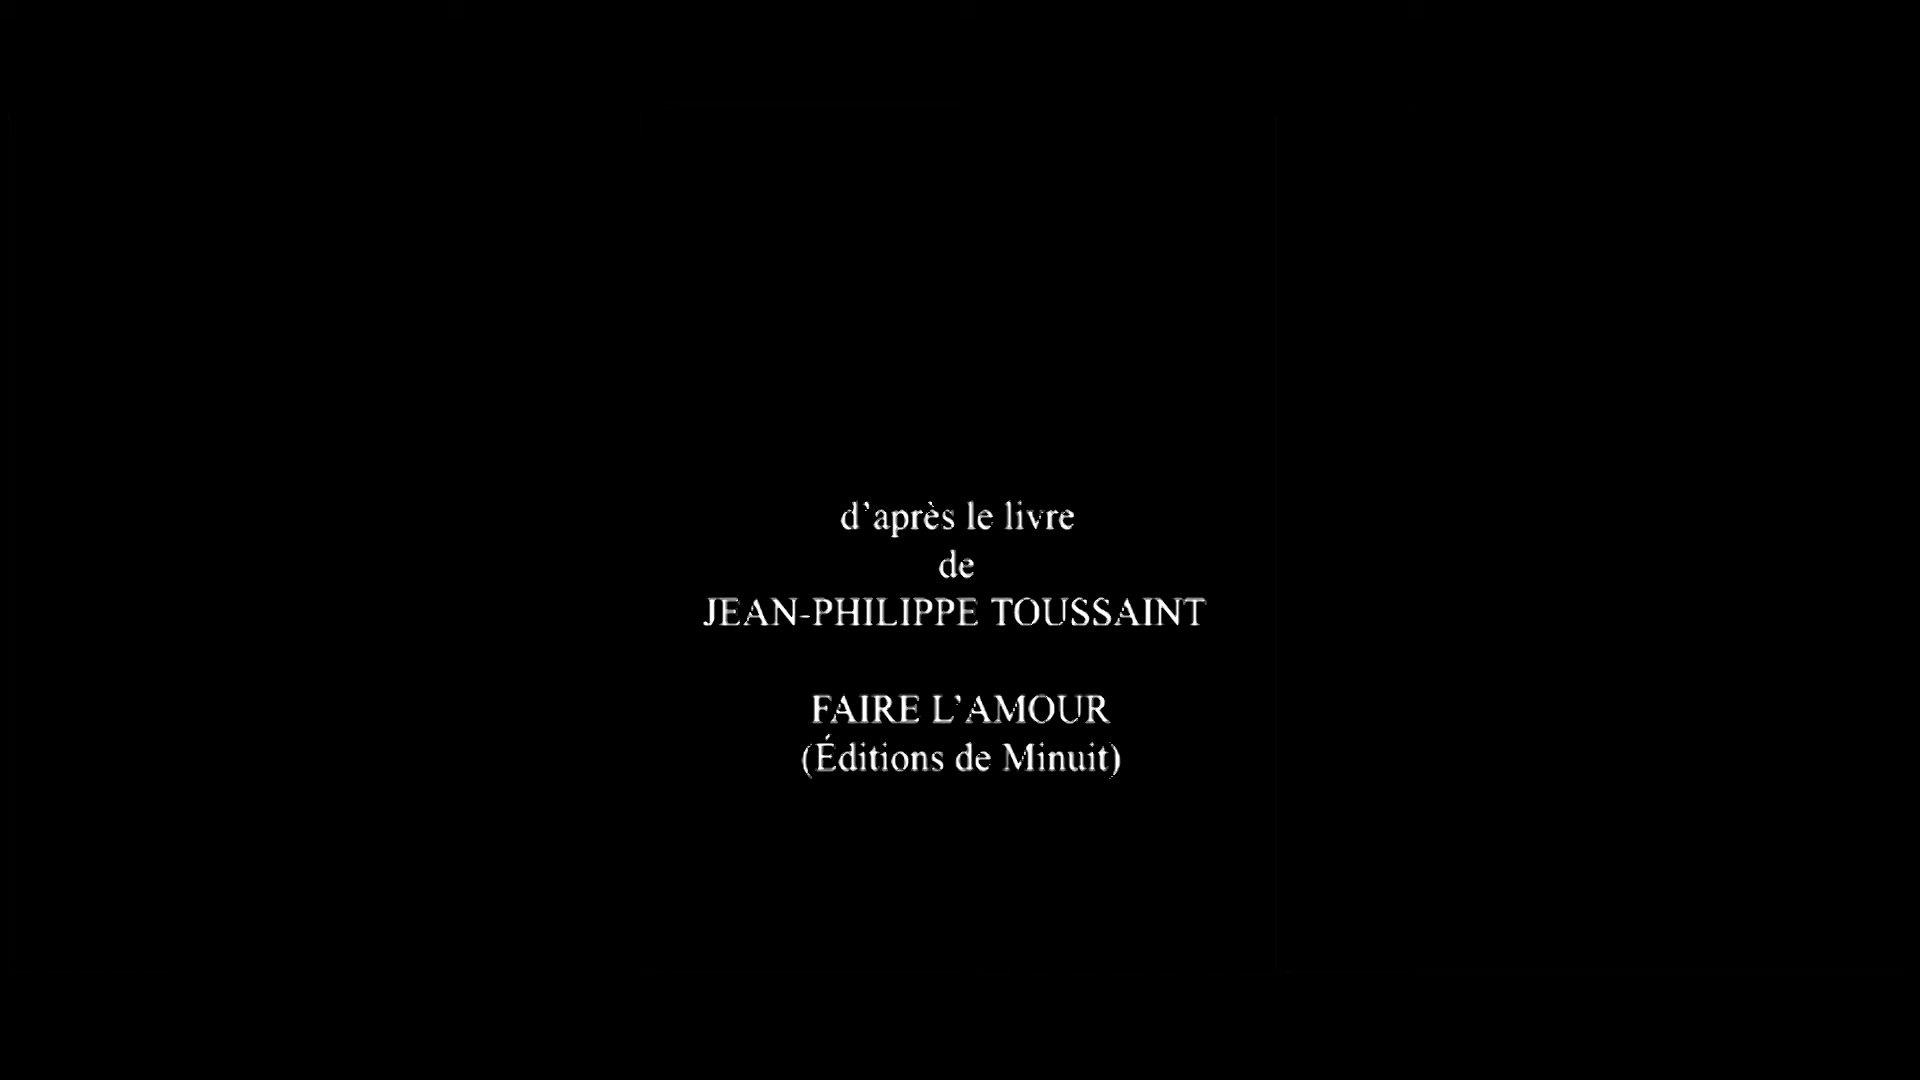 d’après le livre
de
JEAN-PHILIPPE TOUSSAINT
FAIRE L’AMOUR
(Éditions de Minuit)